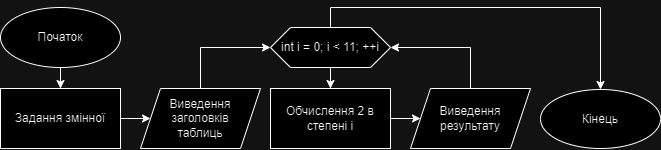 Початок
int i = 0; i < 11; ++i
Задання змінної
Виведення
заголовків
таблиць
Обчислення 2 в
степені i
Виведення
результату
Кінець